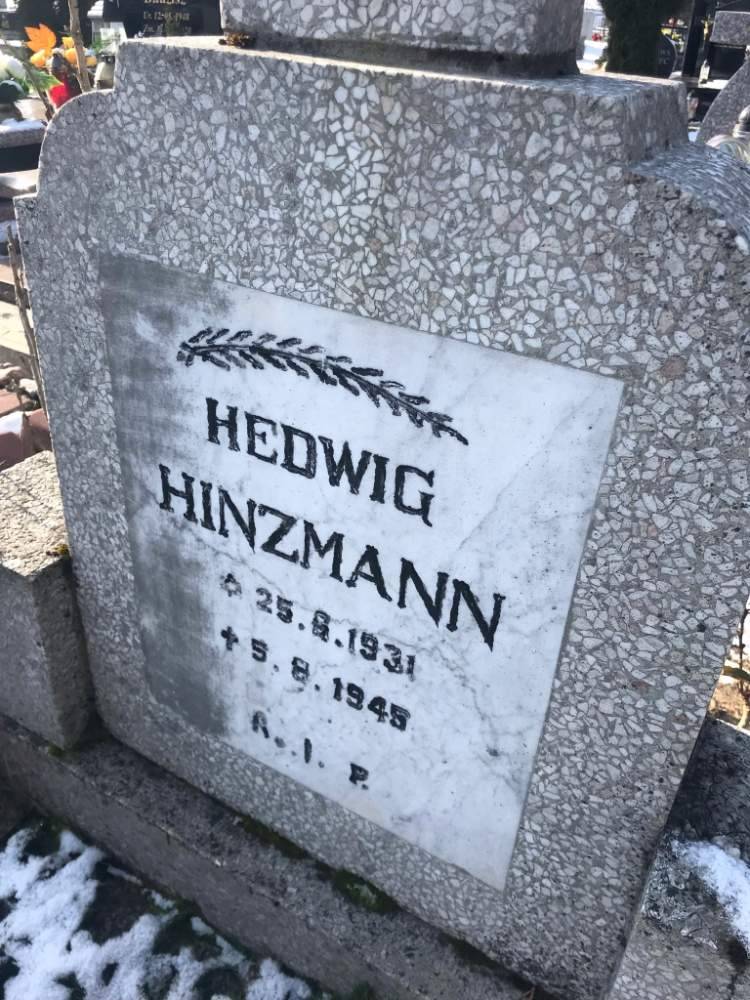 HEDWIG
HINZMANN
* 25.8.1931
✝ 5.8.1945
R.I.P.